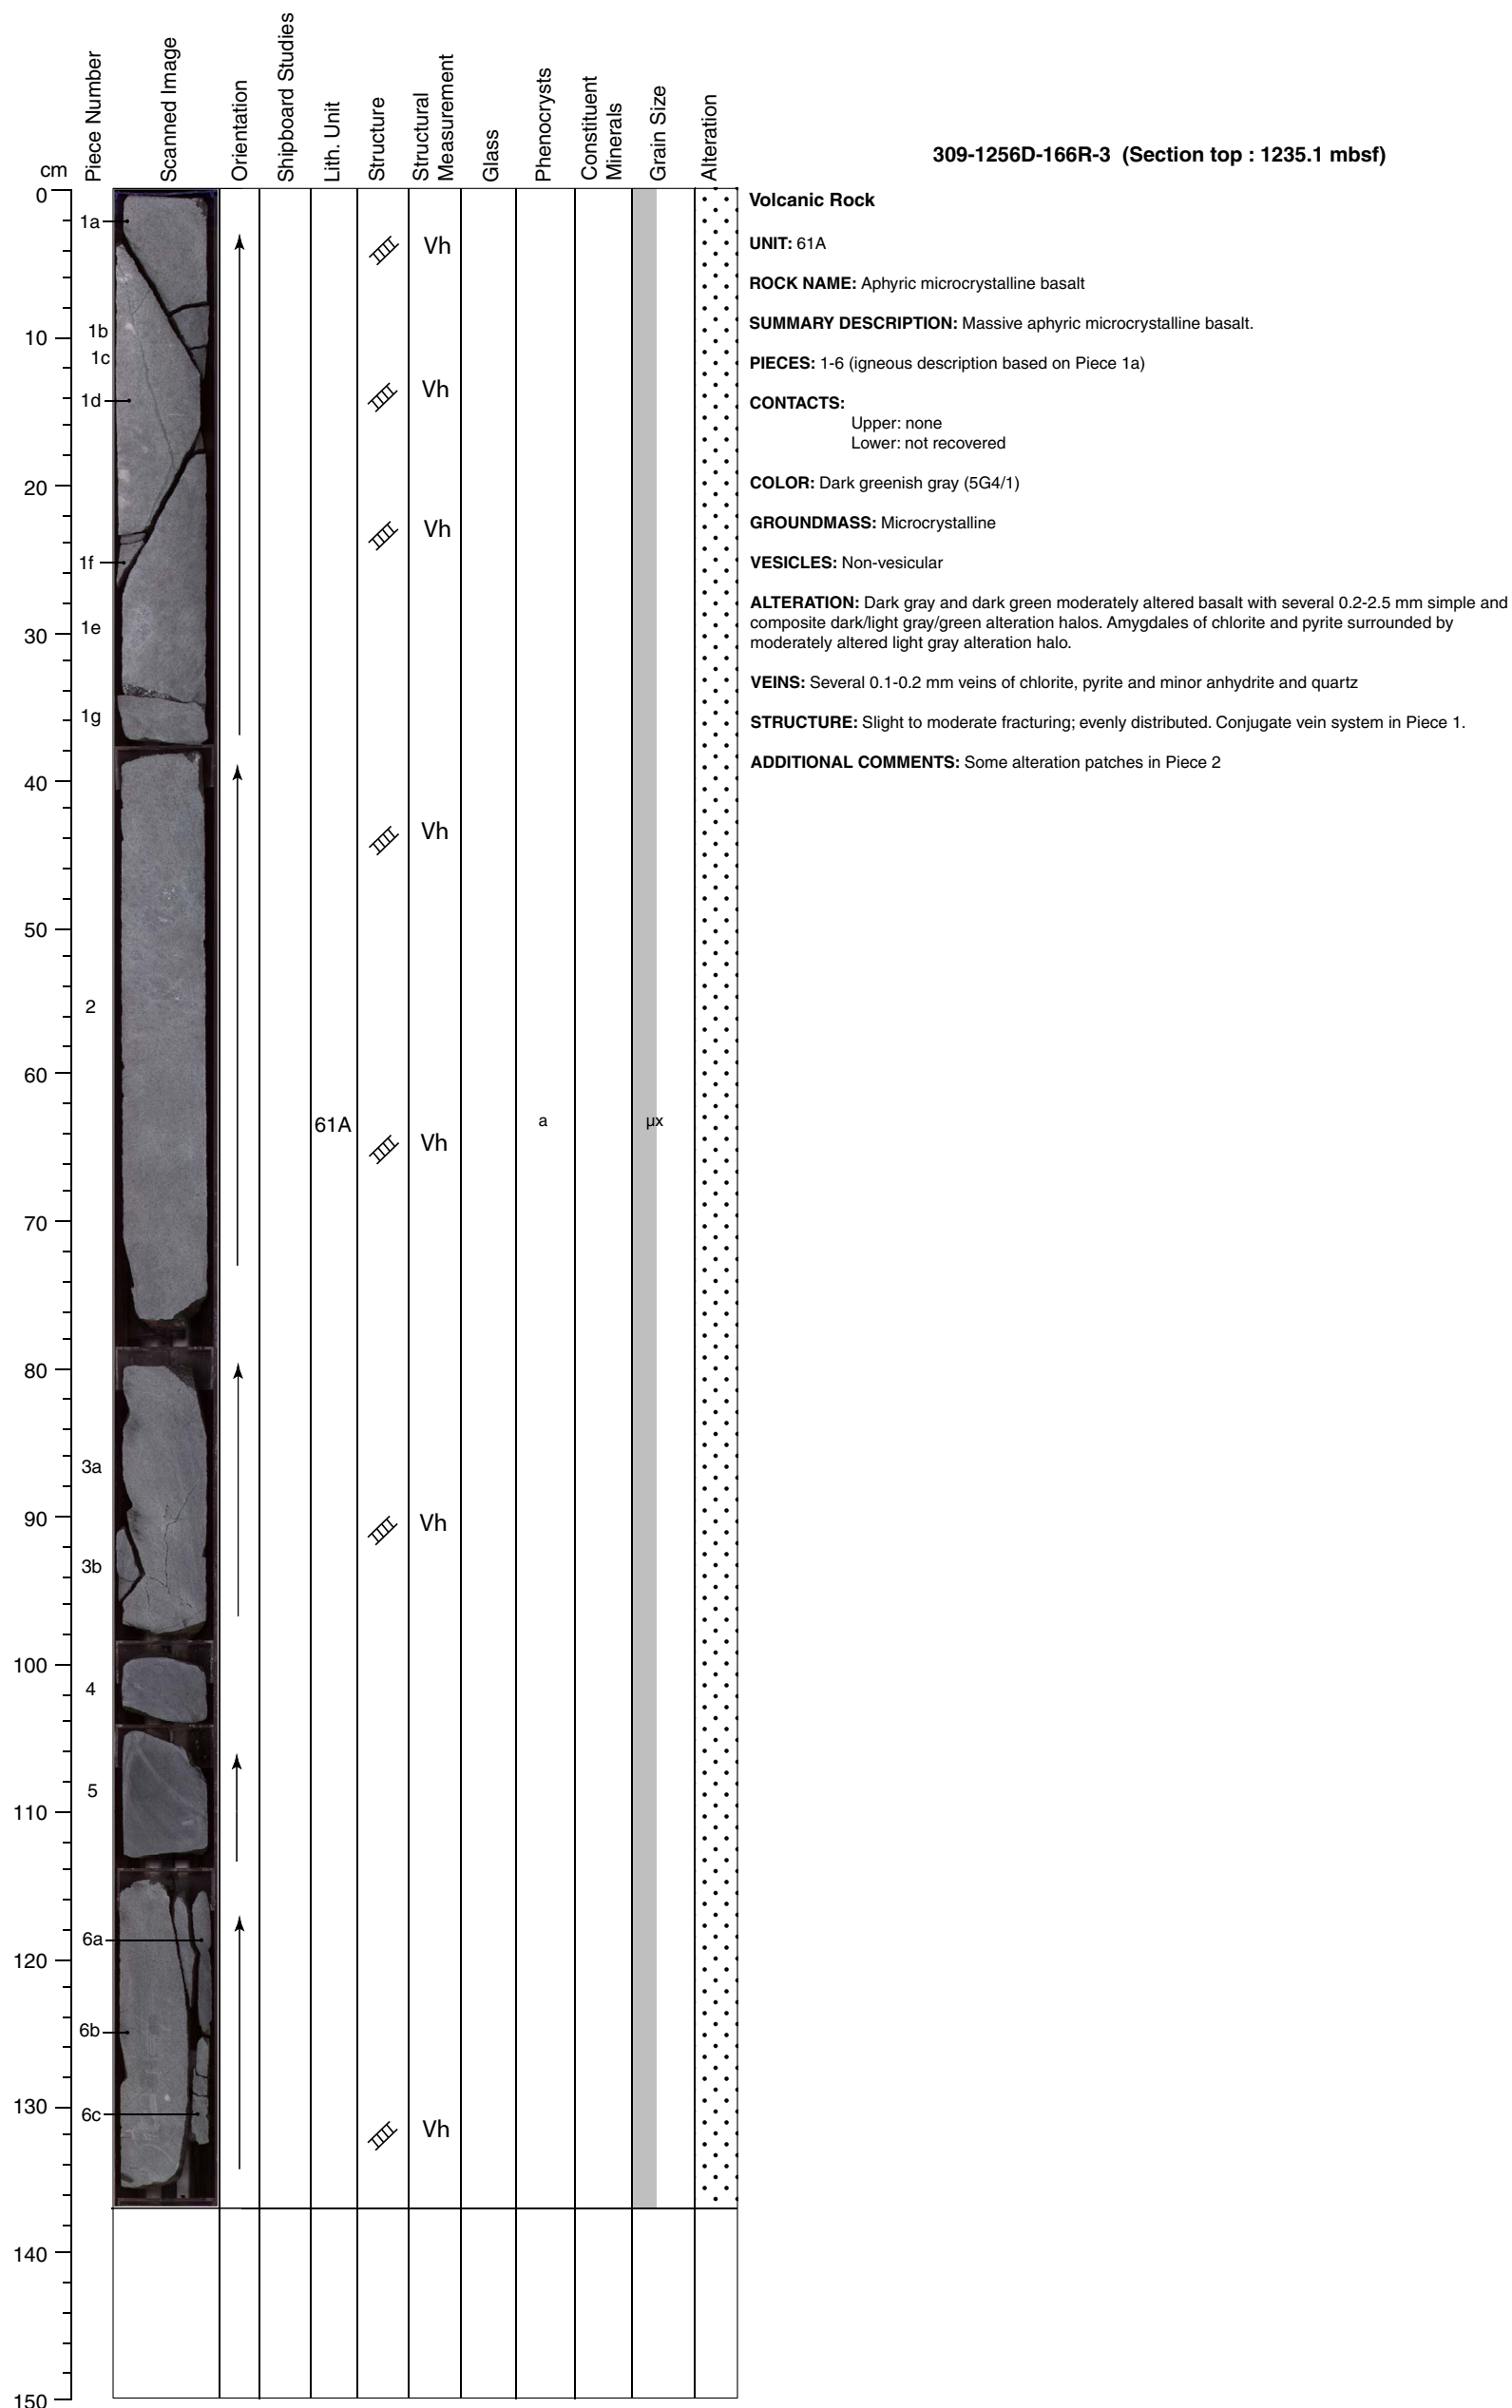 cm
Piece Number
Scanned Image
Orientation
Shipboard Studies
Lith. Unit
Structure
Structural
Measurement
Glass
Phenocrysts
Constituent
Minerals
Grain Size
Alteration
309-1256D-166R-3 (Section top : 1235.1 mbsf)
Volcanic Rock
UNIT: 61A
ROCK NAME: Aphyric microcrystalline basalt
SUMMARY DESCRIPTION: Massive aphyric microcrystalline basalt.
PIECES: 1-6 (igneous description based on Piece 1a)
CONTACTS:
Upper: none
Lower: not recovered
COLOR: Dark greenish gray (5G4/1)
GROUNDMASS: Microcrystalline
VESICLES: Non-vesicular
ALTERATION: Dark gray and dark green moderately altered basalt with several 0.2-2.5 mm simple and
composite dark/light gray/green alteration halos. Amygdales of chlorite and pyrite surrounded by
moderately altered light gray alteration halo.
VEINS: Several 0.1-0.2 mm veins of chlorite, pyrite and minor anhydrite and quartz
STRUCTURE: Slight to moderate fracturing; evenly distributed. Conjugate vein system in Piece 1.
ADDITIONAL COMMENTS: Some alteration patches in Piece 2
0
1a
Vh
1b
10
1c
Vh
1d
20
Vh
1f
1e
30
1g
40
Vh
50
2
60
61A
a
µx
Vh
70
80
3a
90
Vh
3b
100
4
5
110
6a
120
6b
130
6c
Vh
140
150